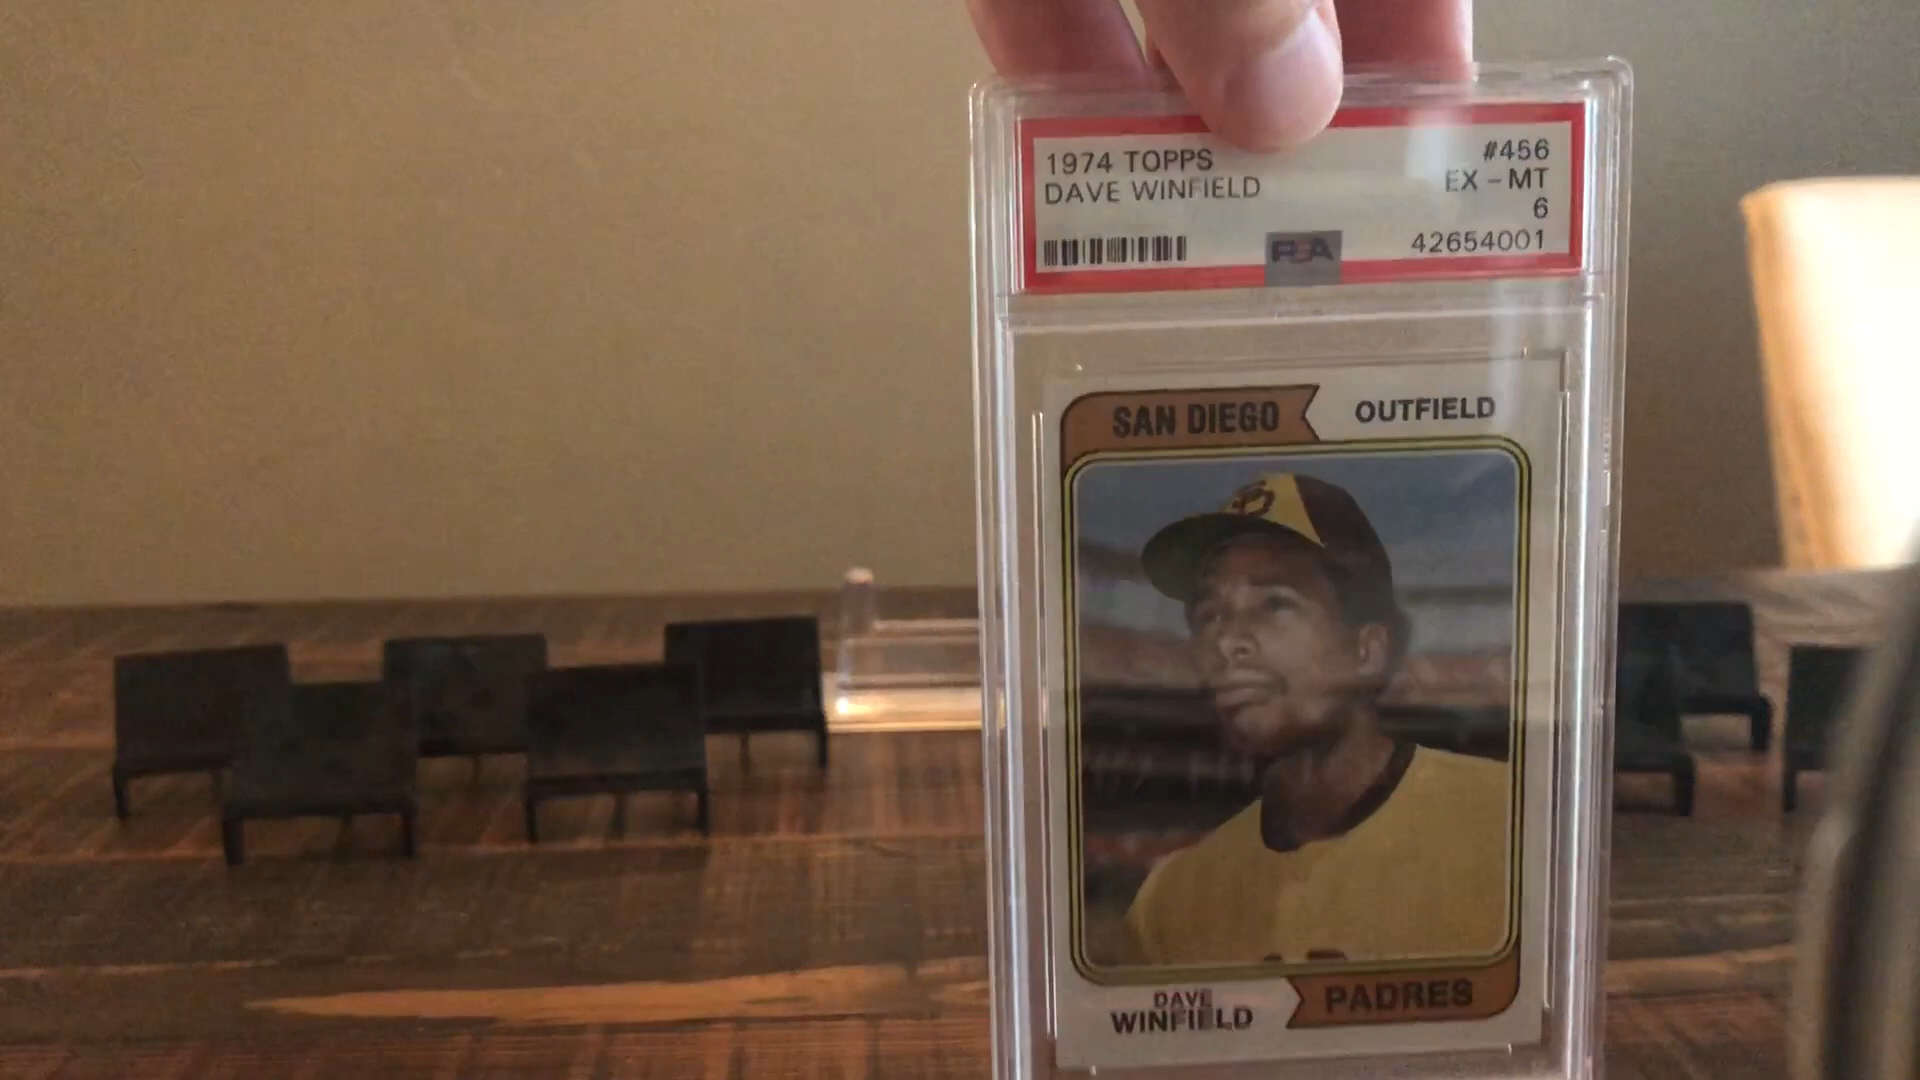 1974 TOPPS #456
DAVE WINFIELD EX - MT
6
PSA 42654001
SAN DIEGO OUTFIELD
DAVE
WINFIELD
PADRES